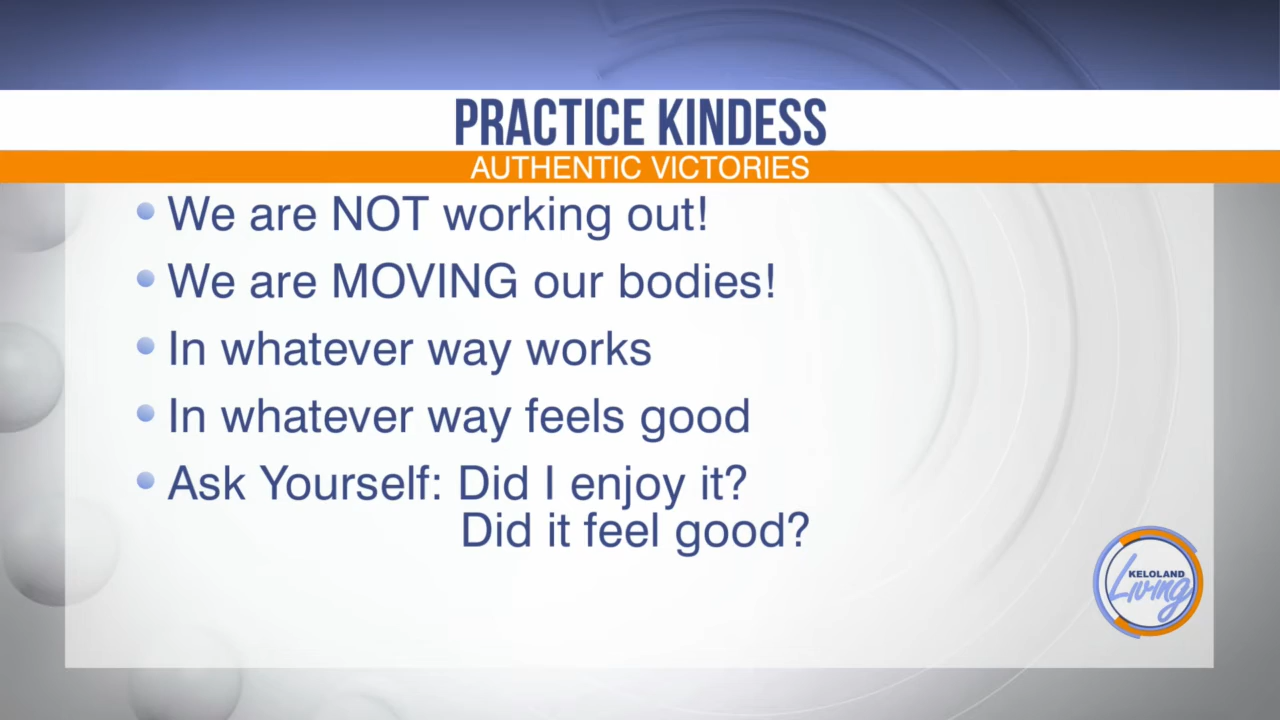 PRACTICE KINDESS
AUTHENTIC VICTORIES
• We are NOT working out!
• We are MOVING our bodies!
• In whatever way works
• In whatever way feels good
• Ask Yourself: Did I enjoy it?
Did it feel good?
KELOLAND
Living